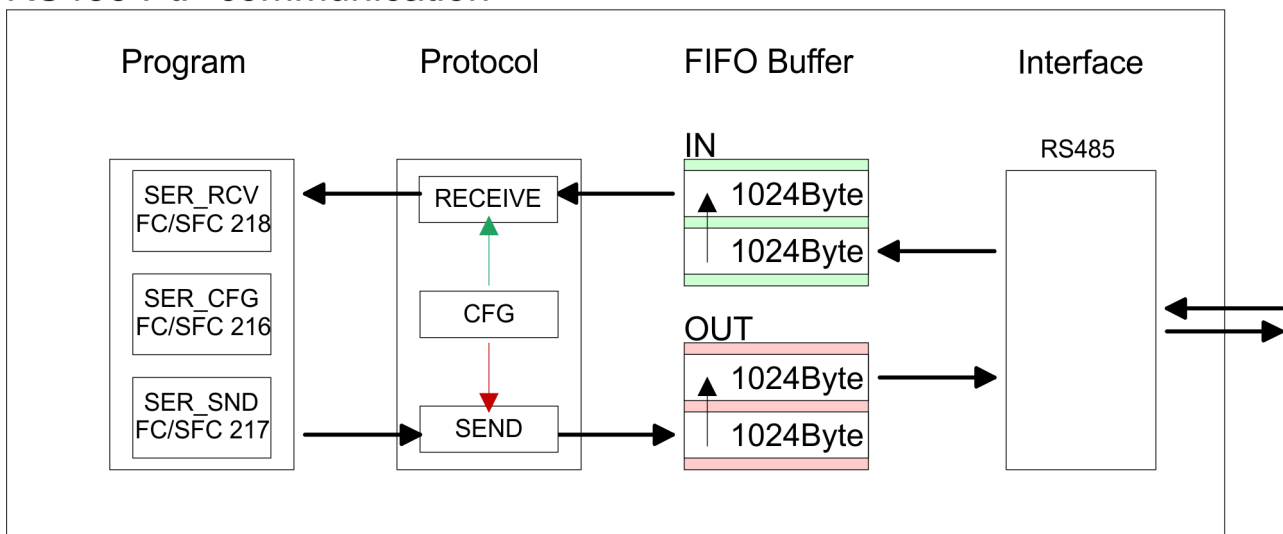 Program
Protocol
FIFO Buffer
Interface
SER_RCV
FC/SFC 218
SER_CFG
FC/SFC 216
SER_SND
FC/SFC 217
RECEIVE
CFG
SEND
IN
1024Byte
1024Byte
OUT
1024Byte
1024Byte
RS485